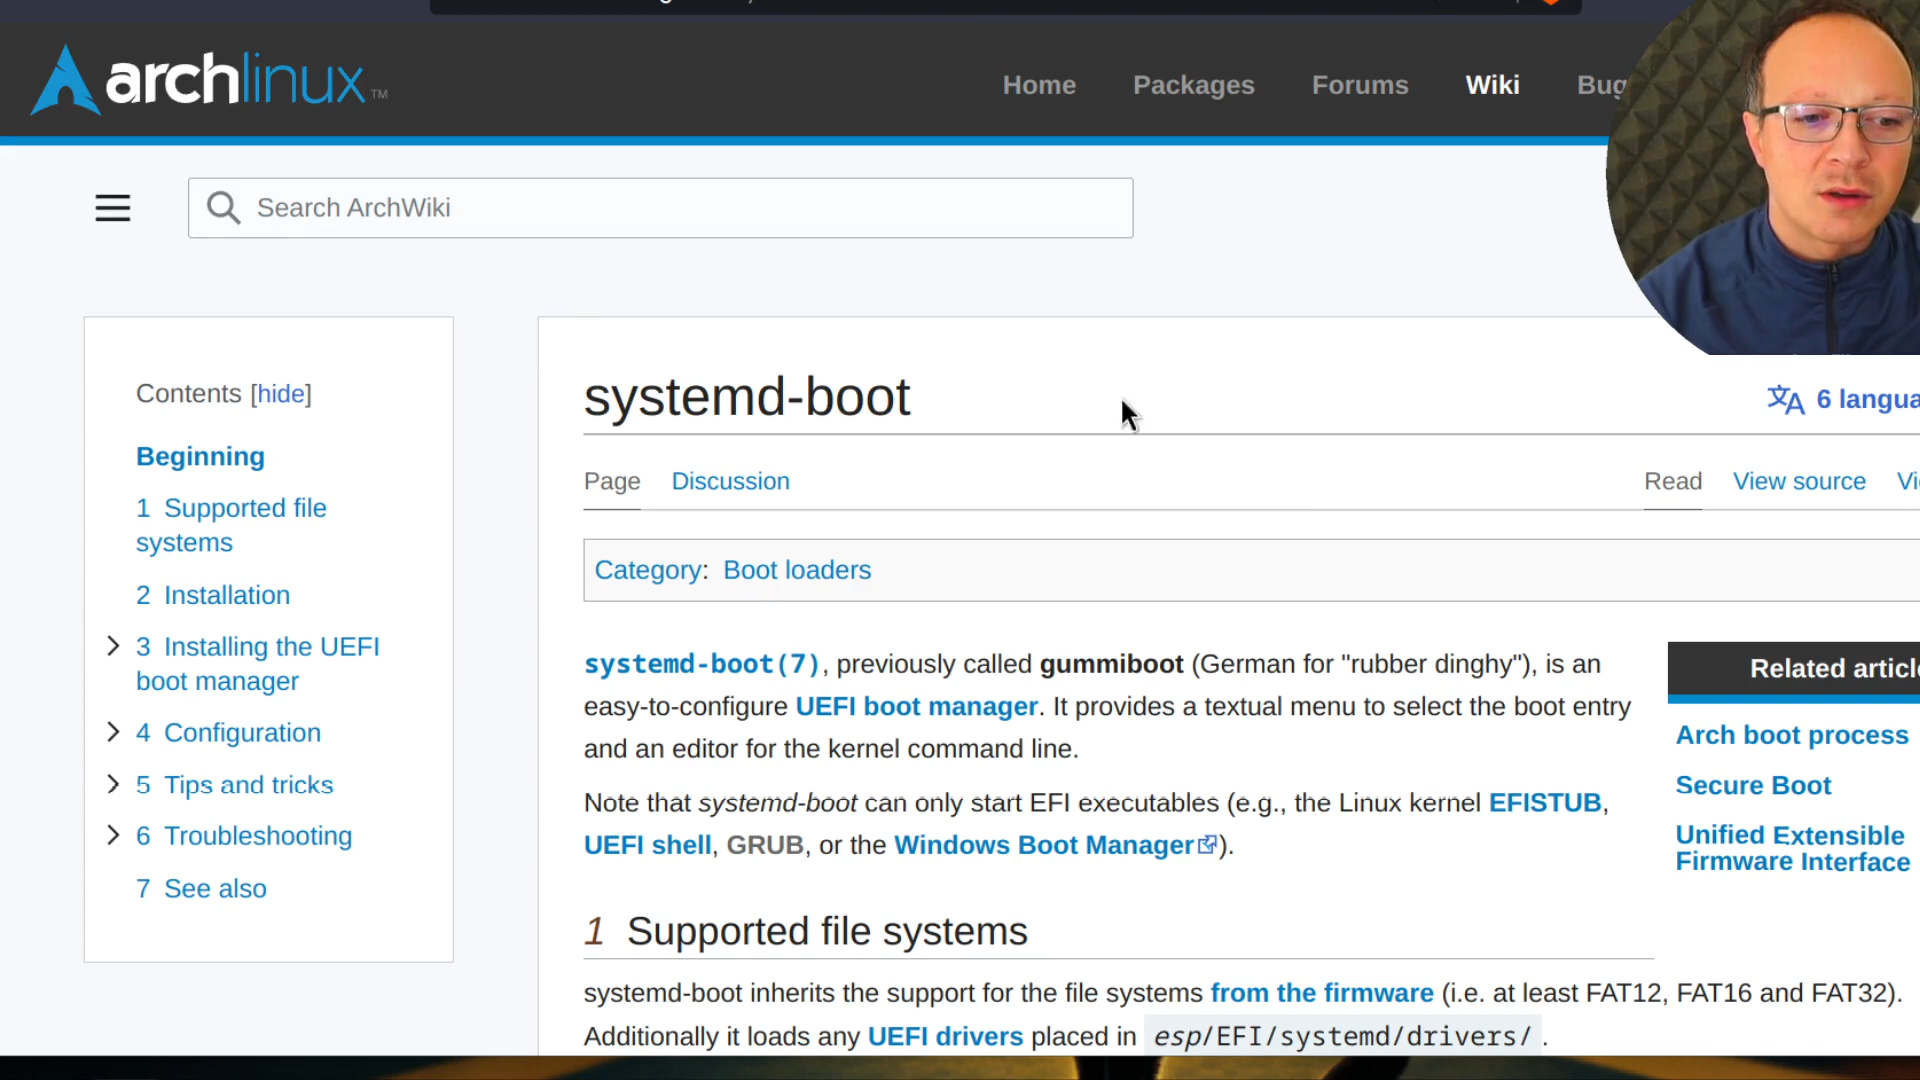 archlinux™
Home Packages Forums Wiki Bug
Search ArchWiki
Contents [hide]
Beginning
1 Supported file
systems
2 Installation
3 Installing the UEFI
boot manager
4 Configuration
5 Tips and tricks
6 Troubleshooting
7 See also
systemd-boot
6 langua
Page Discussion
Read View source Vi
Category: Boot loaders
systemd-boot(7), previously called gummiboot (German for "rubber dinghy"), is an
easy-to-configure UEFI boot manager. It provides a textual menu to select the boot entry
and an editor for the kernel command line.
Note that systemd-boot can only start EFI executables (e.g., the Linux kernel EFISTUB,
UEFI shell, GRUB, or the Windows Boot Manager).
Related article
Arch boot process
Secure Boot
Unified Extensible
Firmware Interface
1 Supported file systems
systemd-boot inherits the support for the file systems from the firmware (i.e. at least FAT12, FAT16 and FAT32).
Additionally it loads any UEFI drivers placed in esp/EFI/systemd/drivers/ .